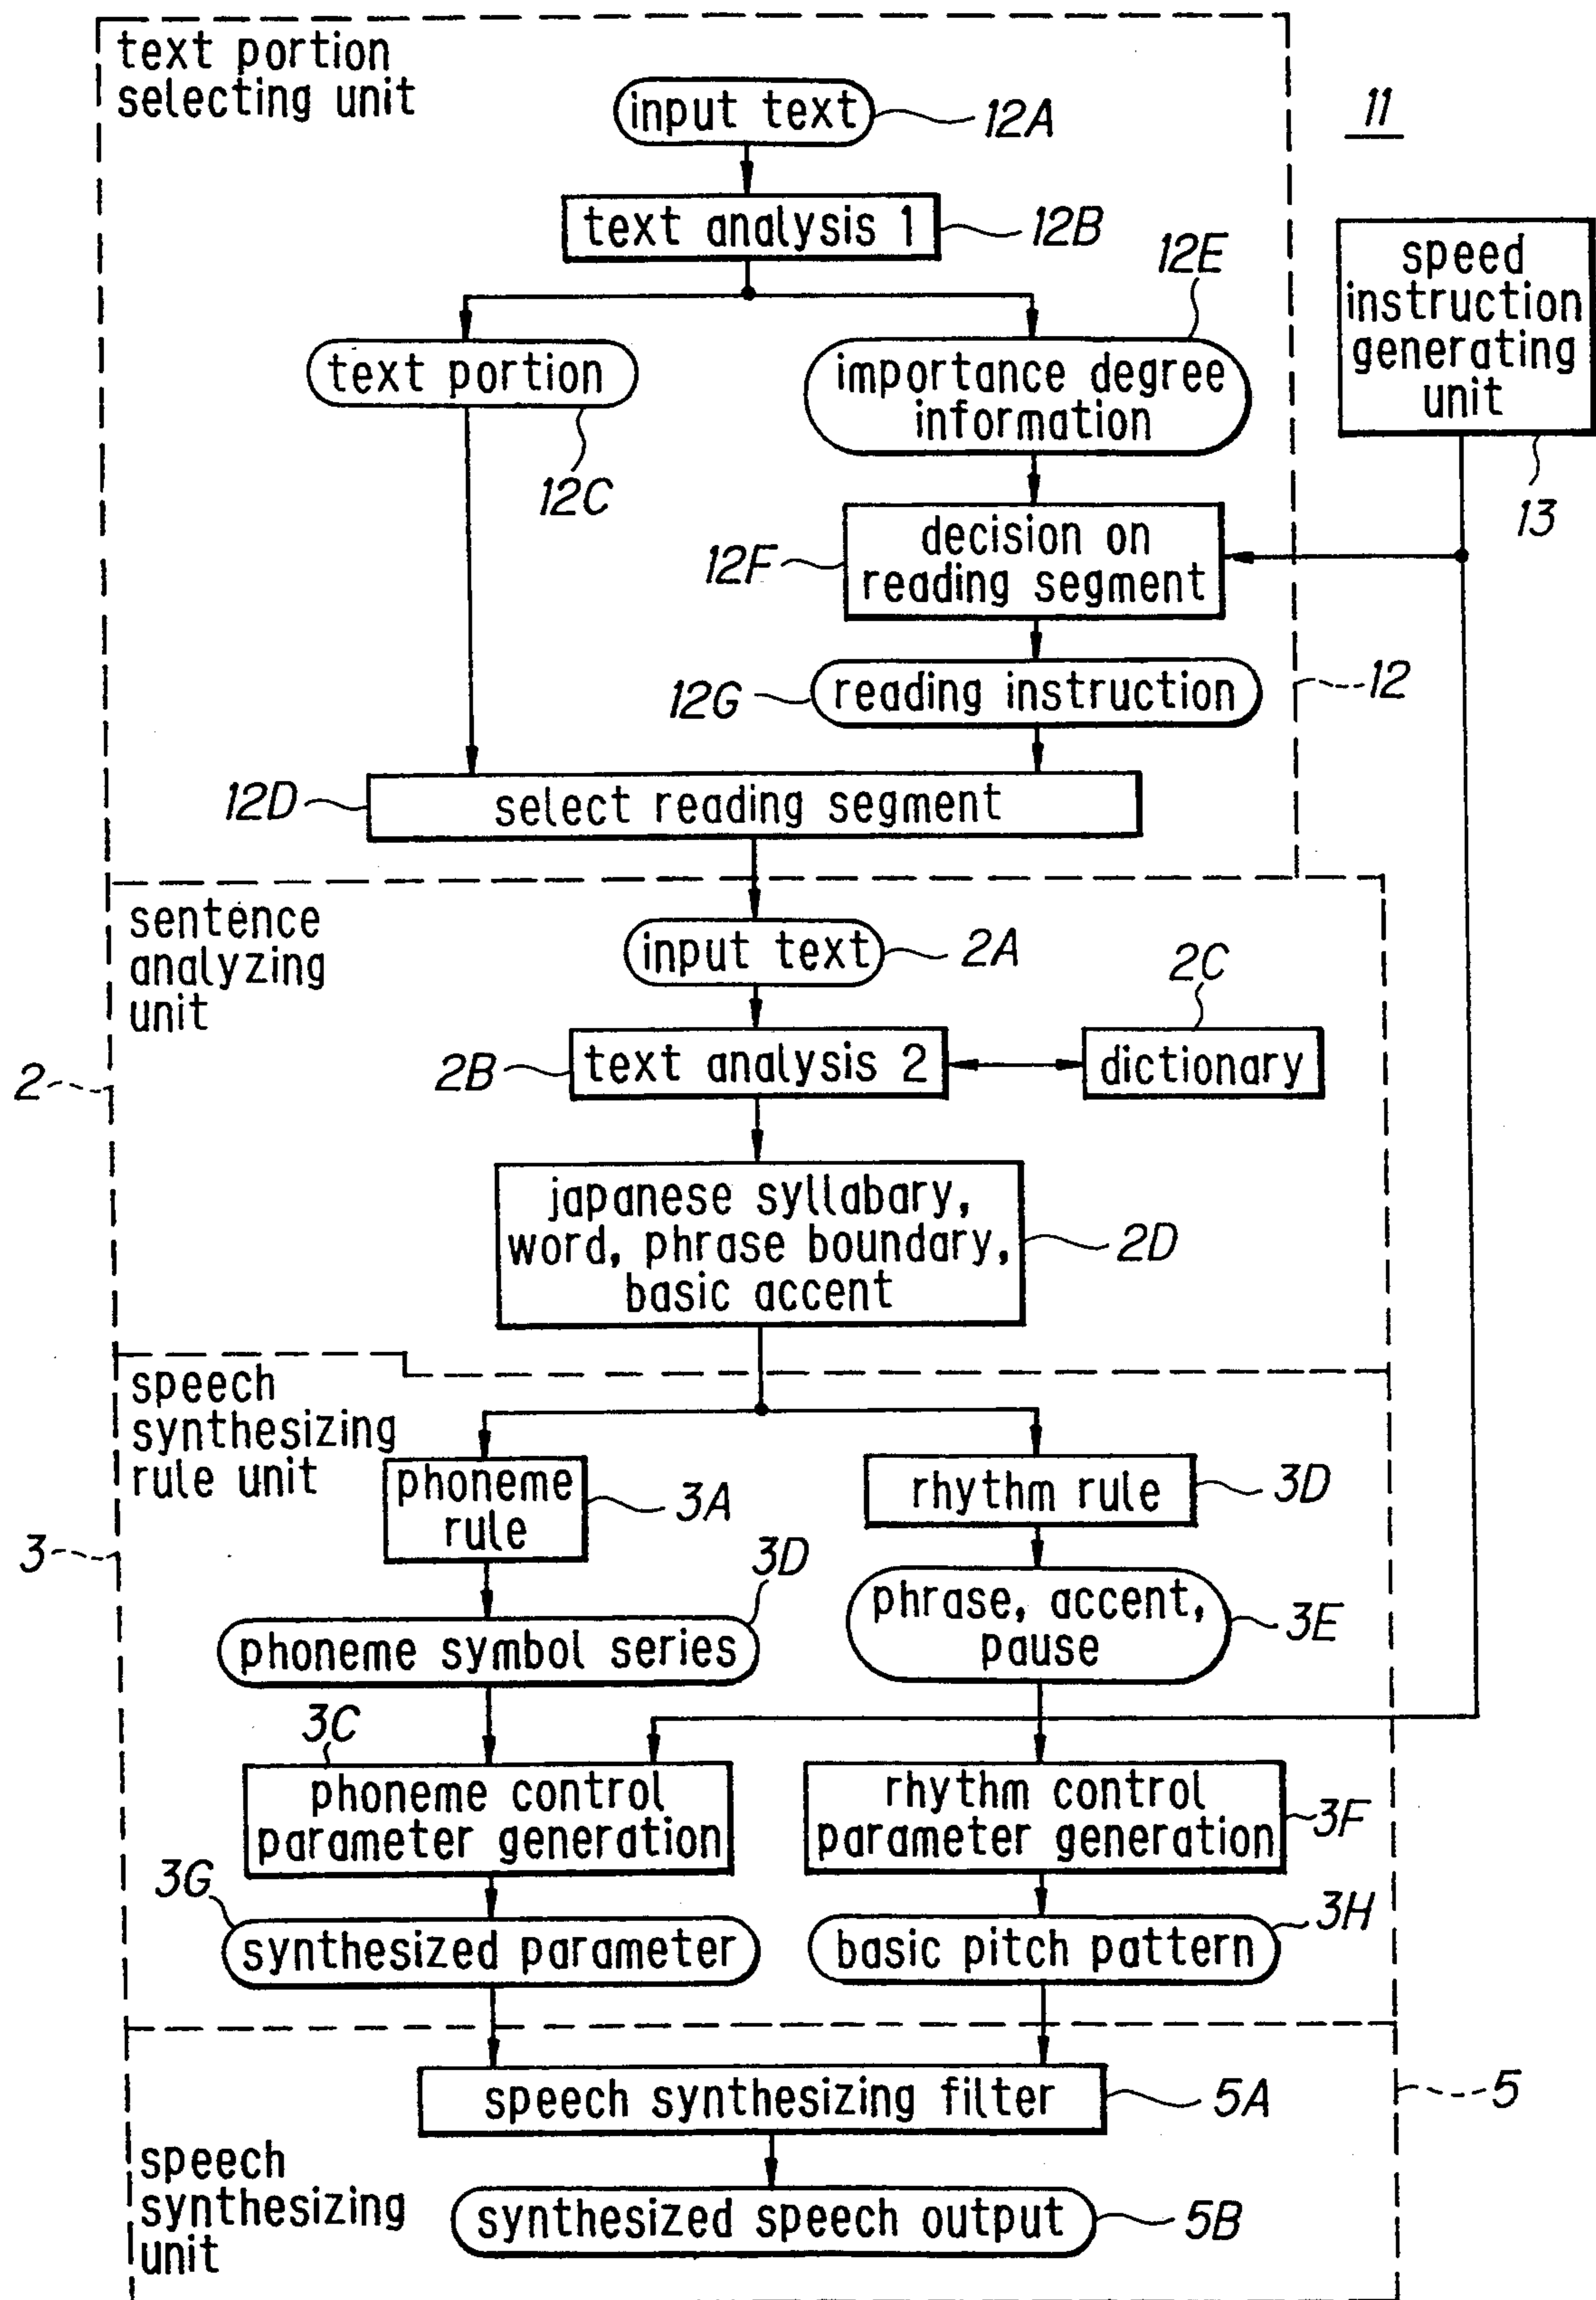 text portion
selecting unit
input text
12A
11
text analysis 1
12B
12E
speed
instruction
generating
unit
13
text portion
12C
importance degree
information
12F
decision on
reading segment
12G
reading instruction
12
12D
select reading segment
sentence
analyzing
unit
input text
2A
2C
2
2B
text analysis 2
dictionary
japanese syllabary,
word, phrase boundary,
basic accent
2D
speech
synthesizing
rule unit
phoneme
rule
3A
rhythm rule
3D
3
3D
phoneme symbol series
phrase, accent,
pause
3E
3C
phoneme control
parameter generation
rhythm control
parameter generation
3F
3G
synthesized parameter
basic pitch pattern
3H
speech synthesizing filter
5A
5
speech
synthesizing
unit
synthesized speech output
5B